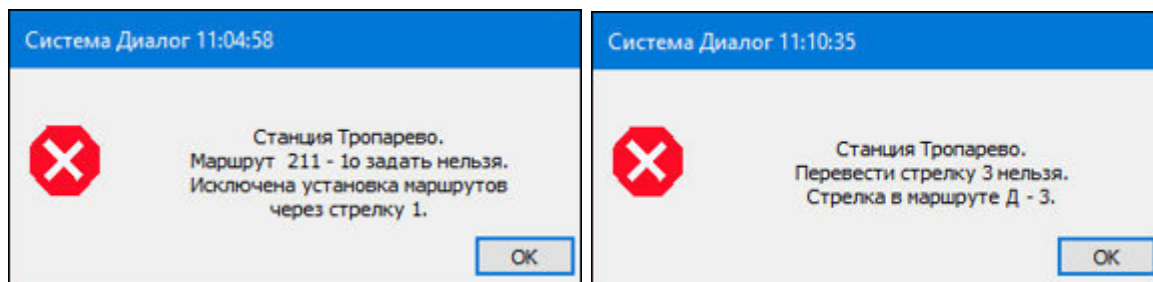 Система Диалог 11:04:58
Станция Тропарево.
Маршрут 211 - 1о задать нельзя.
Исключена установка маршрутов
через стрелку 1.
OK
Система Диалог 11:10:35
Станция Тропарево.
Перевести стрелку 3 нельзя.
Стрелка в маршруте Д - 3.
OK